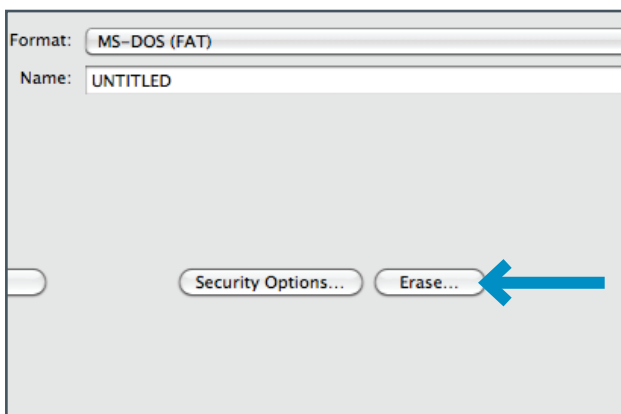 Format: MS-DOS (FAT)
Name: UNTITLED
Security Options... Erase...